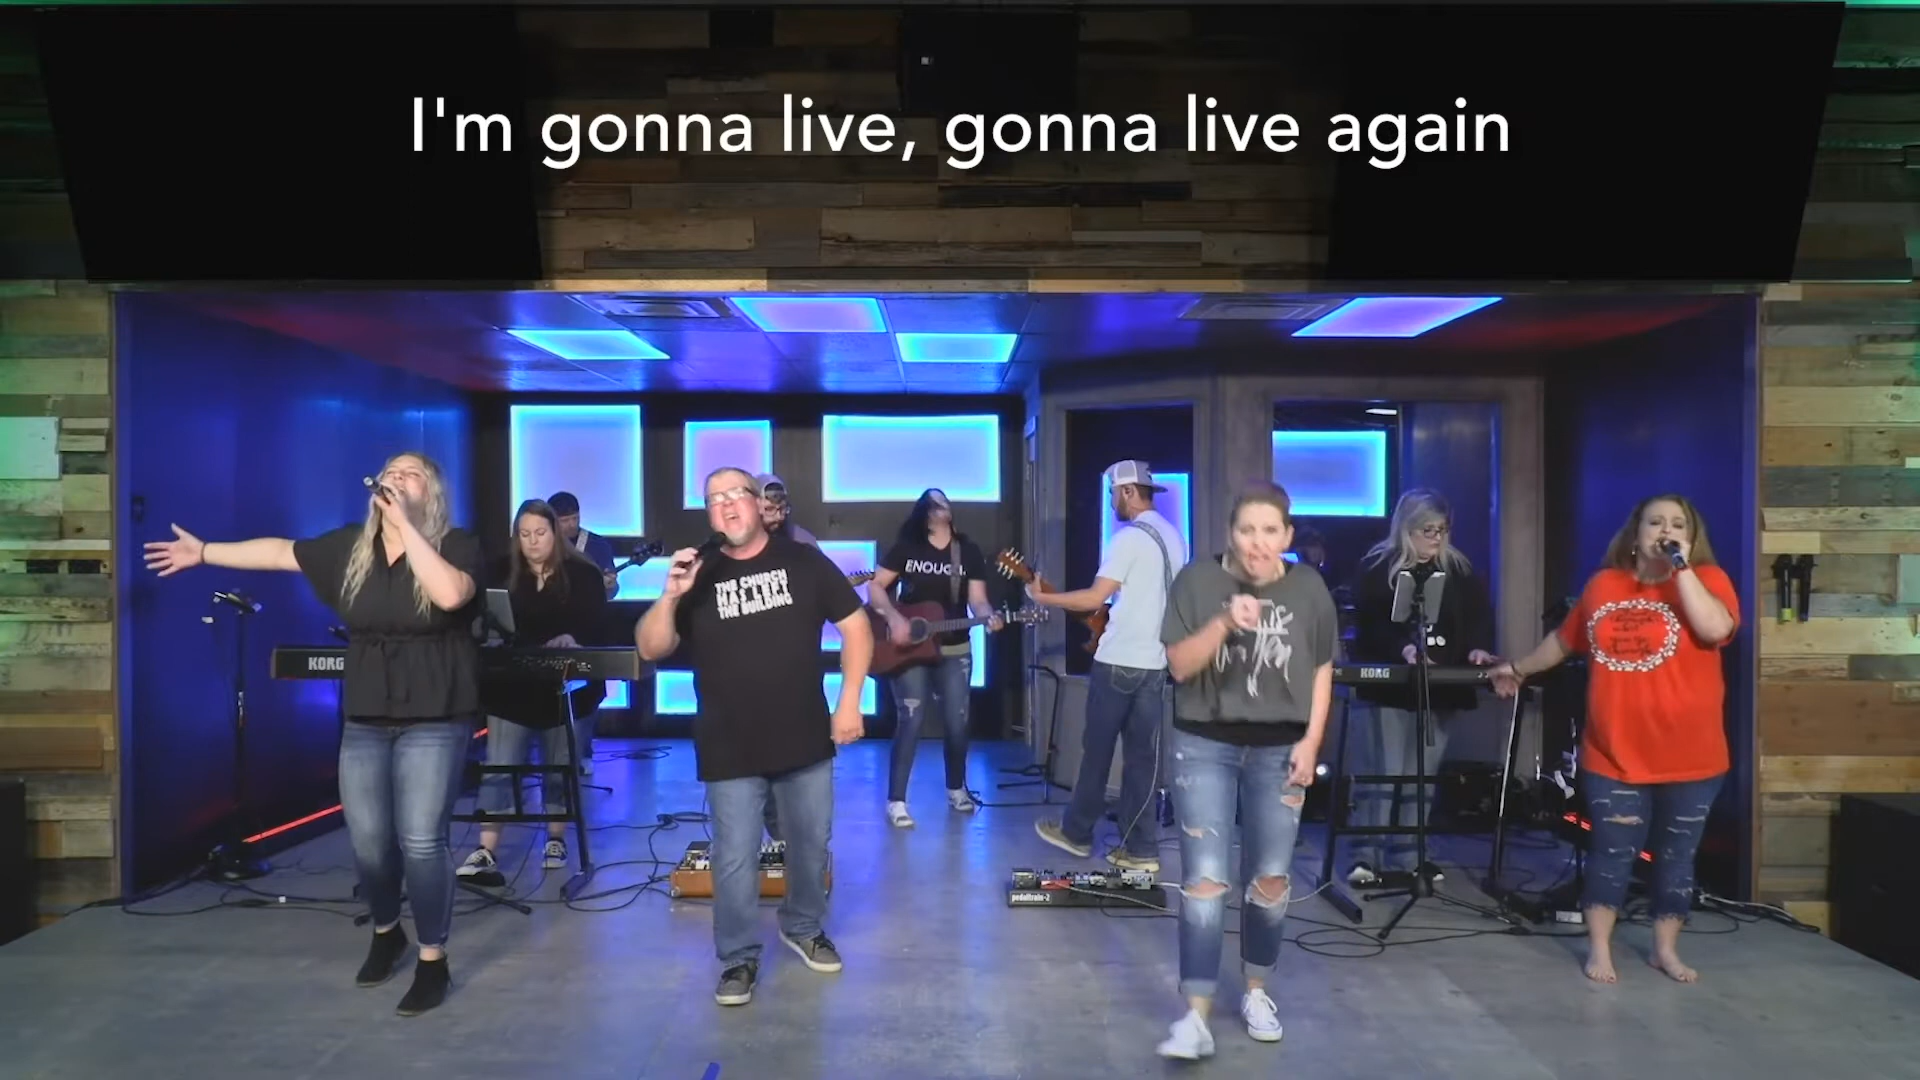 I'm gonna live, gonna live again
ENOUGH.
THE CHURCH
HAS LEFT
THE BUILDING
KORG
KORG
pedaltrain-2